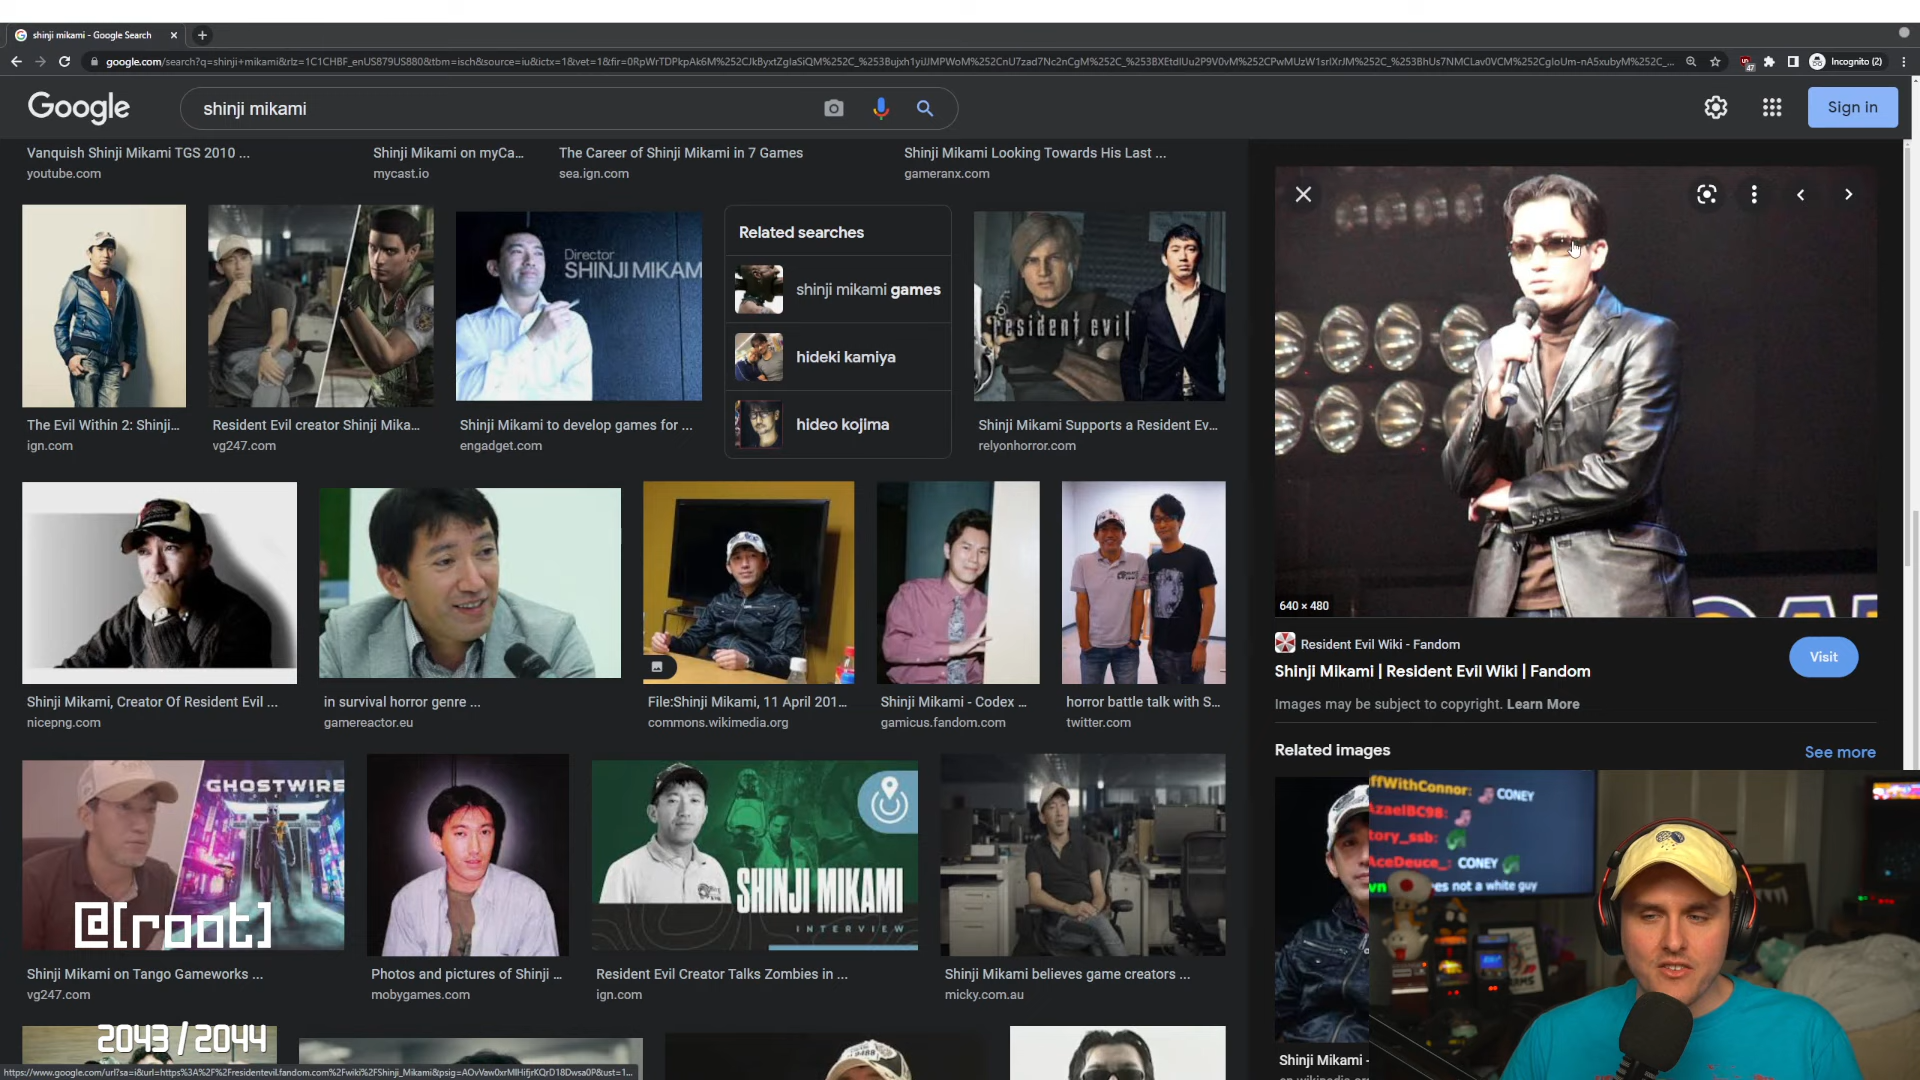 shinji mikami - Google Search
Incognito (2)
Google
shinji mikami
Sign in
Vanquish Shinji Mikami TGS 2010 ...
youtube.com
Shinji Mikami on myCa...
mycast.io
The Career of Shinji Mikami in 7 Games
sea.ign.com
Shinji Mikami Looking Towards His Last ...
gameranx.com
Director
SHINJI MIKAM
Related searches
shinji mikami games
hideki kamiya
hideo kojima
resident evil
The Evil Within 2: Shinji...
ign.com
Resident Evil creator Shinji Mika...
vg247.com
Shinji Mikami to develop games for ...
engadget.com
Shinji Mikami Supports a Resident Ev...
relyonhorror.com
640 × 480
Resident Evil Wiki - Fandom
Shinji Mikami | Resident Evil Wiki | Fandom
Visit
Images may be subject to copyright. Learn More
Related images
See more
Shinji Mikami, Creator Of Resident Evil ...
nicepng.com
in survival horror genre ...
gamereactor.eu
File:Shinji Mikami, 11 April 201...
commons.wikimedia.org
Shinji Mikami - Codex ...
gamicus.fandom.com
horror battle talk with S...
twitter.com
GHOSTWIRE
@[root]
SHINJI MIKAMI
INTERVIEW
ffWithConnor: CONEY
AzaelBC98:
tory_ssb:
AceDeuce_: CONEY
es not a white guy
Shinji Mikami on Tango Gameworks ...
vg247.com
Photos and pictures of Shinji ...
mobygames.com
Resident Evil Creator Talks Zombies in ...
ign.com
Shinji Mikami believes game creators ...
micky.com.au
2043 / 2044
Shinji Mikami -